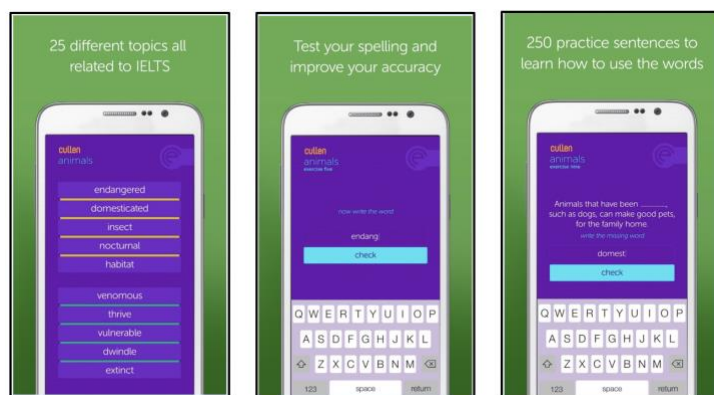 25 different topics all
related to IELTS
cullen
animals
endangered
domesticated
insect
nocturnal
habitat
venomous
thrive
vulnerable
dwindle
extinct
Test your spelling and
improve your accuracy
cullen
animals
exercise five
now write the word
endang
check
Q W E R T Y U I O P
A S D F G H J K L
Z X C V B N M
123 space return
250 practice sentences to
learn how to use the words
cullen
animals
exercise nine
Animals that have been ______,
such as dogs, can make good pets,
for the family home.
write the missing word
domest
check
Q W E R T Y U I O P
A S D F G H J K L
Z X C V B N M
123 space return